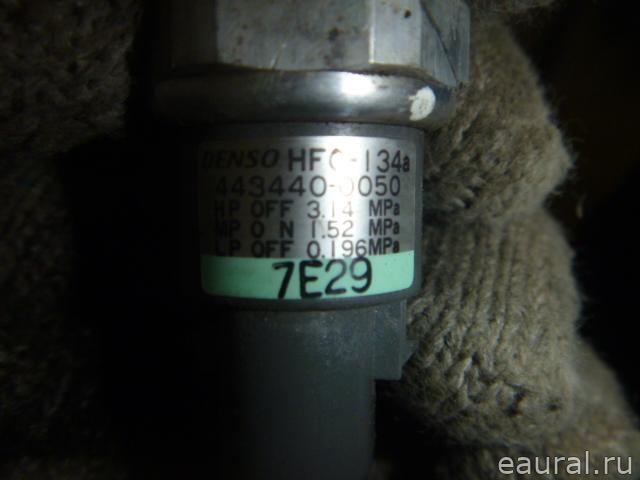 DENSO HFC-134a
443440-0050
HP OFF 3.14 MPa
MP O N 1.52 MPa
LP OFF 0.196MPa
7E29
eaural.ru